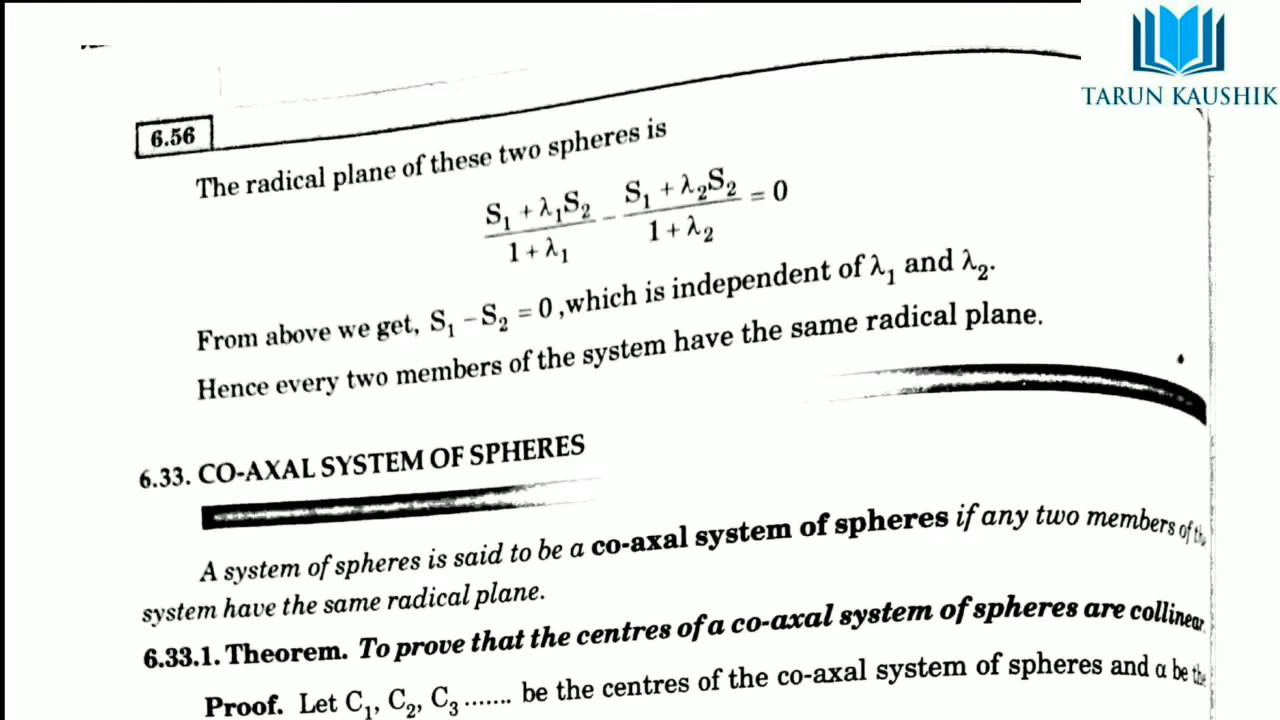 TARUN KAUSHIK
6.56
The radical plane of these two spheres is
(S₁ + λ₁S₂)/(1 + λ₁) - (S₁ + λ₂S₂)/(1 + λ₂) = 0
From above we get, S₁ - S₂ = 0, which is independent of λ₁ and λ₂.
Hence every two members of the system have the same radical plane.
6.33. CO-AXAL SYSTEM OF SPHERES
A system of spheres is said to be a co-axal system of spheres if any two members of the
system have the same radical plane.
6.33.1. Theorem. To prove that the centres of a co-axal system of spheres are collinear.
Proof. Let C₁, C₂, C₃ ....... be the centres of the co-axal system of spheres and α be the